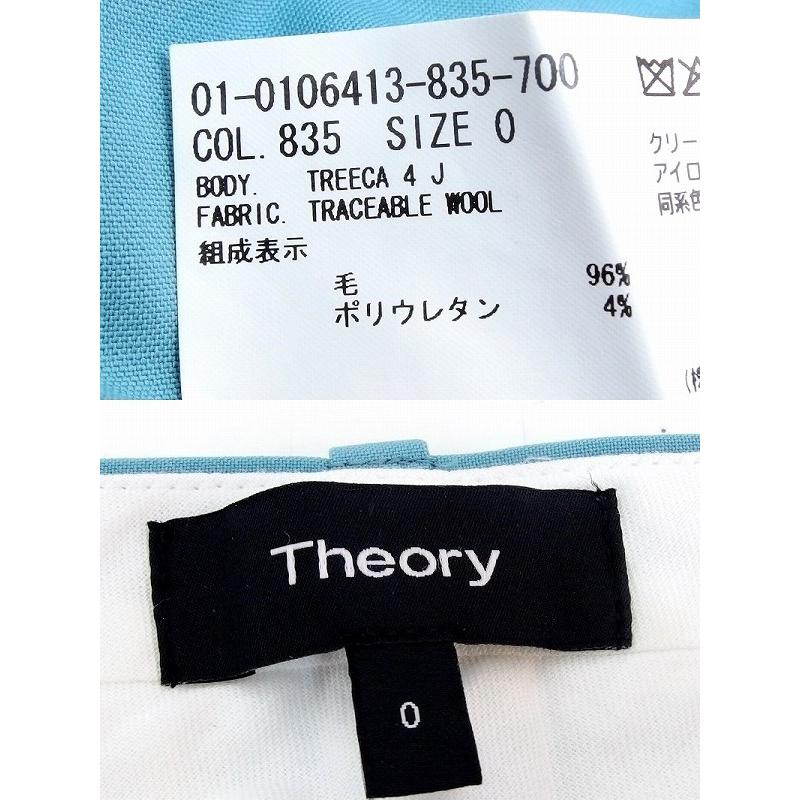 01-0106413-835-700
COL. 835 SIZE 0
BODY. TREECA 4 J
FABRIC. TRACEABLE WOOL
組成表示
毛 96%
ポリウレタン 4%
クリー
アイロ
同系色
Theory
0